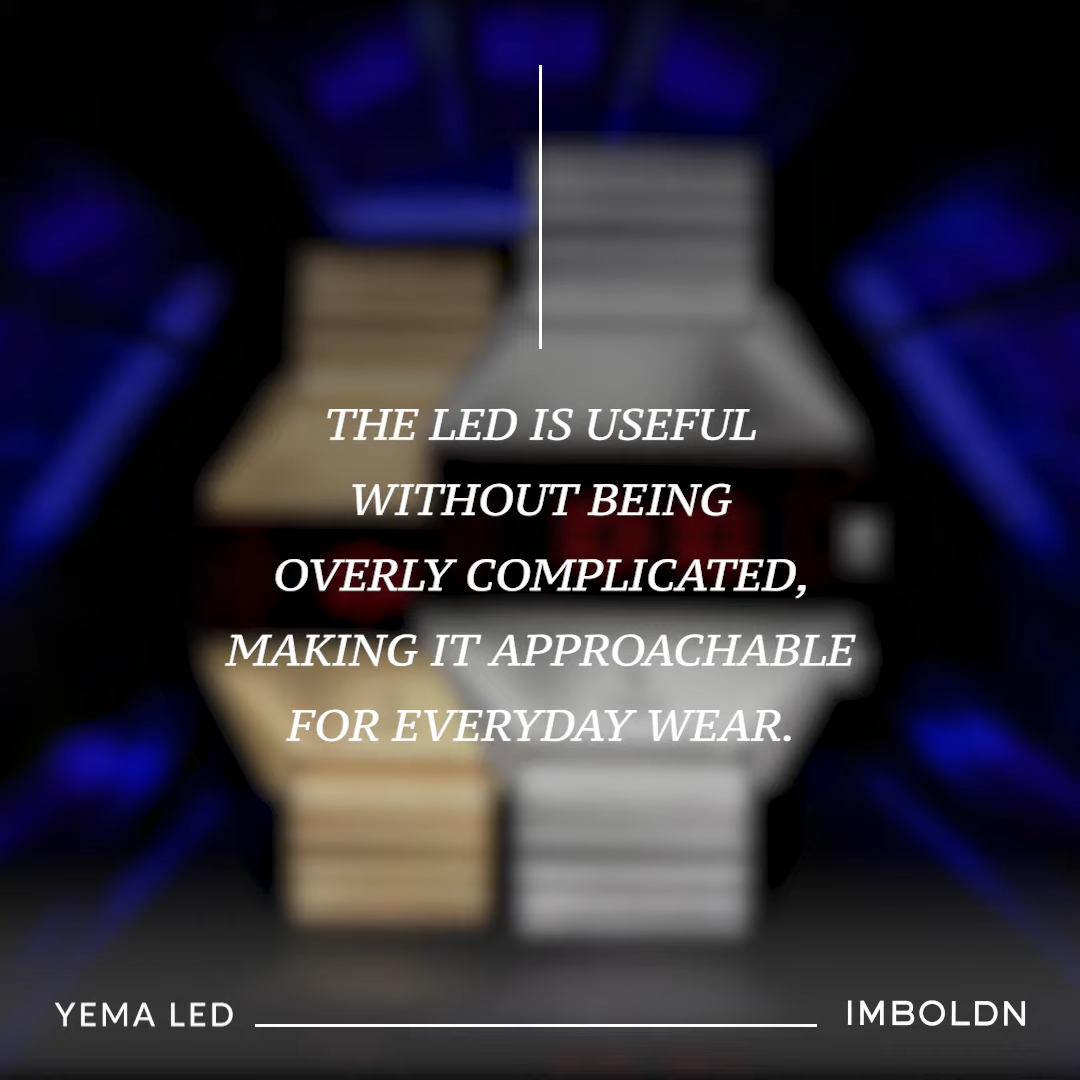 THE LED IS USEFUL
WITHOUT BEING
OVERLY COMPLICATED,
MAKING IT APPROACHABLE
FOR EVERYDAY WEAR.
YEMA LED
IMBOLDN